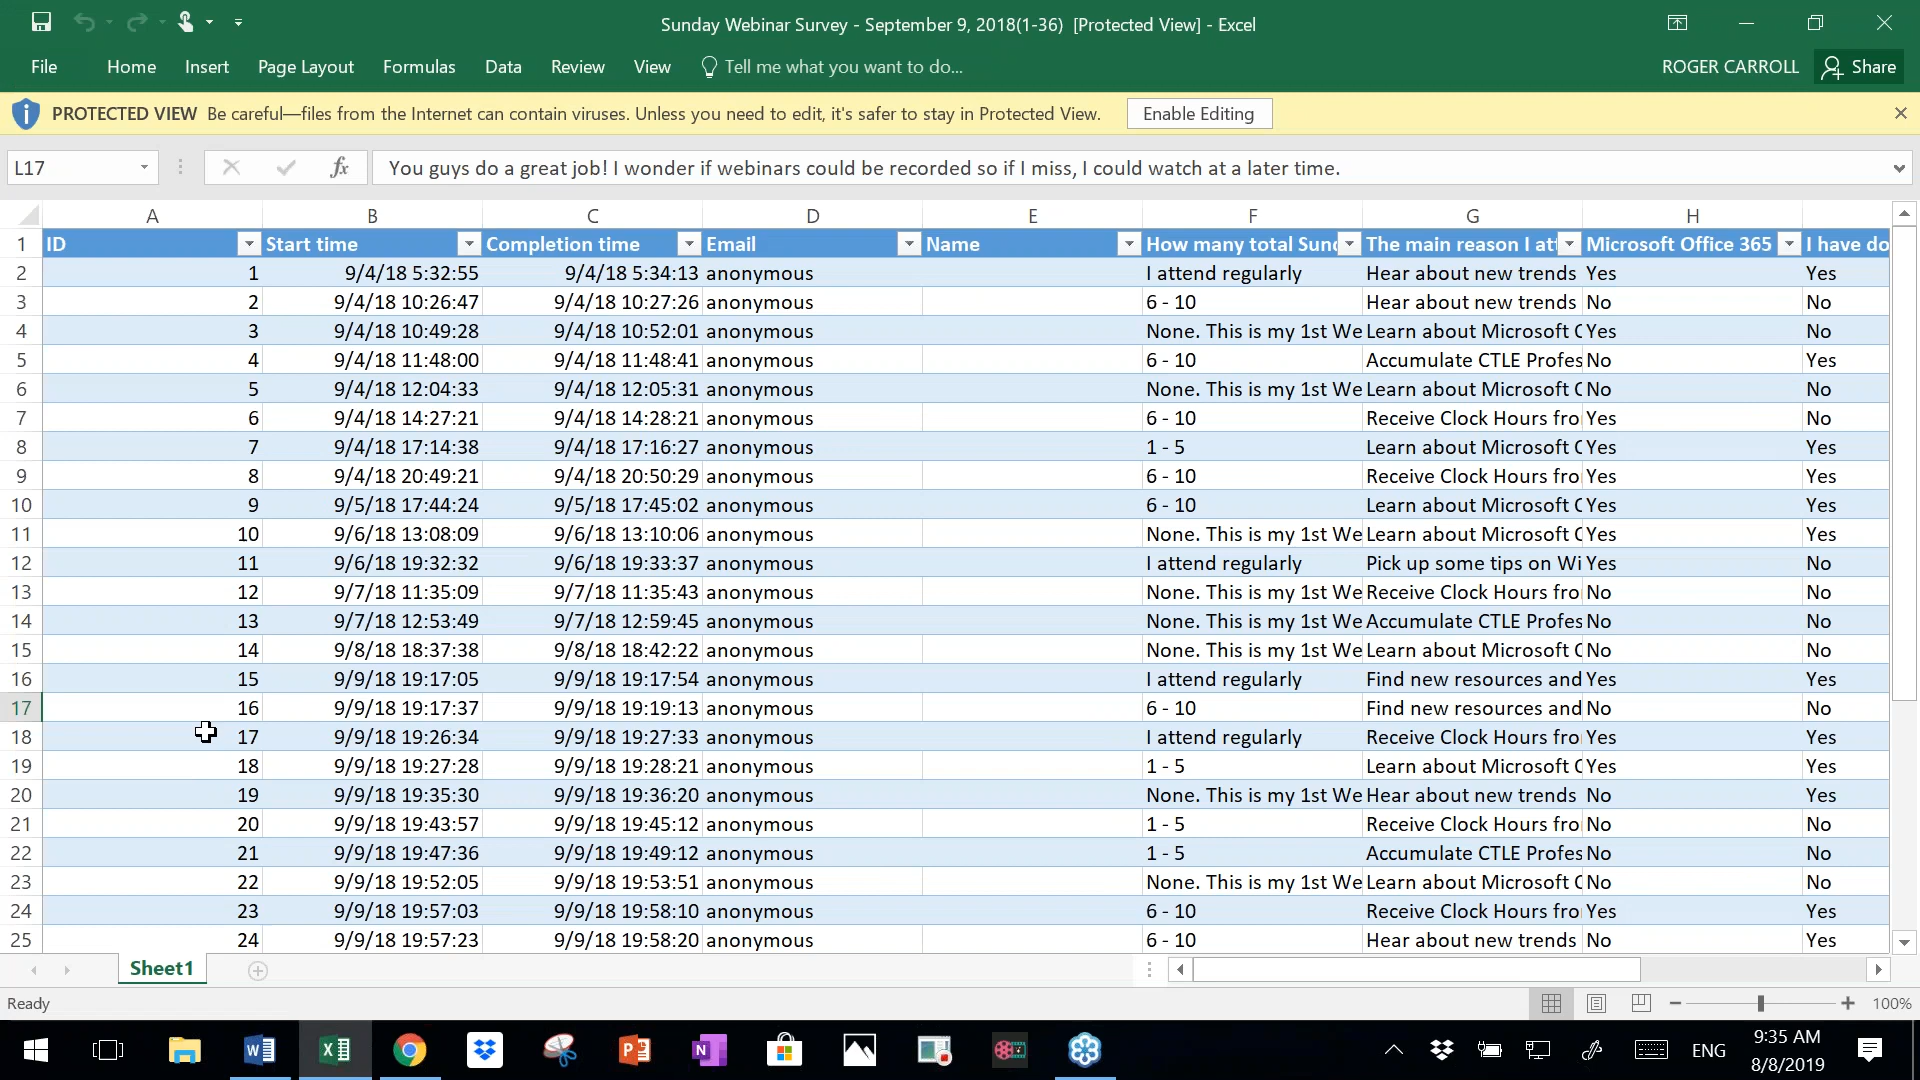 Sunday Webinar Survey - September 9, 2018(1-36) [Protected View] - Excel
File Home Insert Page Layout Formulas Data Review View Tell me what you want to do... ROGER CARROLL Share
PROTECTED VIEW Be careful—files from the Internet can contain viruses. Unless you need to edit, it's safer to stay in Protected View. Enable Editing
L17 fx You guys do a great job! I wonder if webinars could be recorded so if I miss, I could watch at a later time.
A B C D E F G H
1 ID Start time Completion time Email Name How many total Sund The main reason I att Microsoft Office 365 I have do
2 1 9/4/18 5:32:55 9/4/18 5:34:13 anonymous I attend regularly Hear about new trends Yes Yes
3 2 9/4/18 10:26:47 9/4/18 10:27:26 anonymous 6 - 10 Hear about new trends No No
4 3 9/4/18 10:49:28 9/4/18 10:52:01 anonymous None. This is my 1st We Learn about Microsoft C Yes No
5 4 9/4/18 11:48:00 9/4/18 11:48:41 anonymous 6 - 10 Accumulate CTLE Profes No Yes
6 5 9/4/18 12:04:33 9/4/18 12:05:31 anonymous None. This is my 1st We Learn about Microsoft C No No
7 6 9/4/18 14:27:21 9/4/18 14:28:21 anonymous 6 - 10 Receive Clock Hours fro Yes No
8 7 9/4/18 17:14:38 9/4/18 17:16:27 anonymous 1 - 5 Learn about Microsoft C Yes Yes
9 8 9/4/18 20:49:21 9/4/18 20:50:29 anonymous 6 - 10 Receive Clock Hours fro Yes Yes
10 9 9/5/18 17:44:24 9/5/18 17:45:02 anonymous 6 - 10 Learn about Microsoft C Yes Yes
11 10 9/6/18 13:08:09 9/6/18 13:10:06 anonymous None. This is my 1st We Learn about Microsoft C Yes Yes
12 11 9/6/18 19:32:32 9/6/18 19:33:37 anonymous I attend regularly Pick up some tips on Wi Yes No
13 12 9/7/18 11:35:09 9/7/18 11:35:43 anonymous None. This is my 1st We Receive Clock Hours fro No No
14 13 9/7/18 12:53:49 9/7/18 12:59:45 anonymous None. This is my 1st We Accumulate CTLE Profes No No
15 14 9/8/18 18:37:38 9/8/18 18:42:22 anonymous None. This is my 1st We Learn about Microsoft C No No
16 15 9/9/18 19:17:05 9/9/18 19:17:54 anonymous I attend regularly Find new resources and Yes Yes
17 16 9/9/18 19:17:37 9/9/18 19:19:13 anonymous 6 - 10 Find new resources and No No
18 17 9/9/18 19:26:34 9/9/18 19:27:33 anonymous I attend regularly Receive Clock Hours fro Yes Yes
19 18 9/9/18 19:27:28 9/9/18 19:28:21 anonymous 1 - 5 Learn about Microsoft C Yes Yes
20 19 9/9/18 19:35:30 9/9/18 19:36:20 anonymous None. This is my 1st We Hear about new trends No Yes
21 20 9/9/18 19:43:57 9/9/18 19:45:12 anonymous 1 - 5 Receive Clock Hours fro No No
22 21 9/9/18 19:47:36 9/9/18 19:49:12 anonymous 1 - 5 Accumulate CTLE Profes No No
23 22 9/9/18 19:52:05 9/9/18 19:53:51 anonymous None. This is my 1st We Learn about Microsoft C No No
24 23 9/9/18 19:57:03 9/9/18 19:58:10 anonymous 6 - 10 Receive Clock Hours fro Yes Yes
25 24 9/9/18 19:57:23 9/9/18 19:58:20 anonymous 6 - 10 Hear about new trends No Yes
Sheet1
Ready 100%
ENG 9:35 AM
8/8/2019